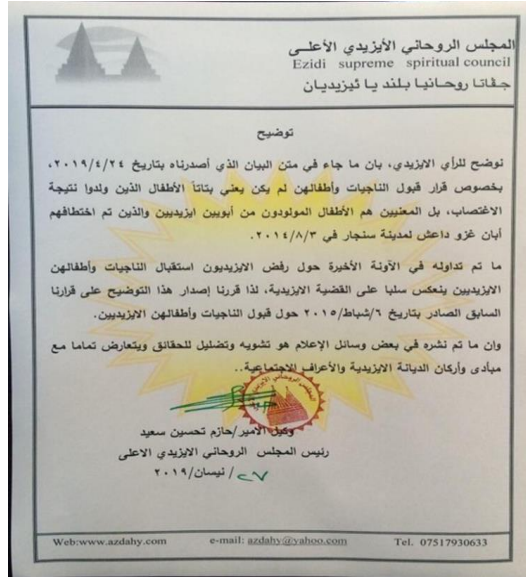 المجلس الروحاني الأيزيدي الأعلى
Ezidi supreme spiritual council
جڤاتا روحانيا بلند يا ئيزيديان
توضيح
نوضح للرأي الايزيدي، بان ما جاء في متن البيان الذي أصدرناه بتاريخ ٢٠١٩/٤/٢٤،
بخصوص قرار قبول الناجيات وأطفالهن لم يكن يعني بتاتاً الأطفال الذين ولدوا نتيجة
الاغتصاب، بل المعنيين هم الأطفال المولودون من أبويين ايزيديين والذين تم اختطافهم
أبان غزو داعش لمدينة سنجار في ٢٠١٤/٨/٣.
ما تم تداوله في الآونة الأخيرة حول رفض الايزيديون استقبال الناجيات وأطفالهن
الايزيديين ينعكس سلبا على القضية الايزيدية، لذا قررنا إصدار هذا التوضيح على قرارنا
السابق الصادر بتاريخ ٦/شباط/٢٠١٥ حول قبول الناجيات وأطفالهن الايزيديين.
وان ما تم نشره في بعض وسائل الإعلام هو تشويه وتضليل للحقائق ويتعارض تماما مع
مبادى وأركان الديانة الايزيدية والأعراف الاجتماعية..
وكيل الأمير/حازم تحسين سعيد
رئيس المجلس الروحاني الايزيدي الاعلى
٢٧/ نيسان/٢٠١٩
Web:www.azdahy.com e-mail: azdahy@yahoo.com Tel. 07517930633